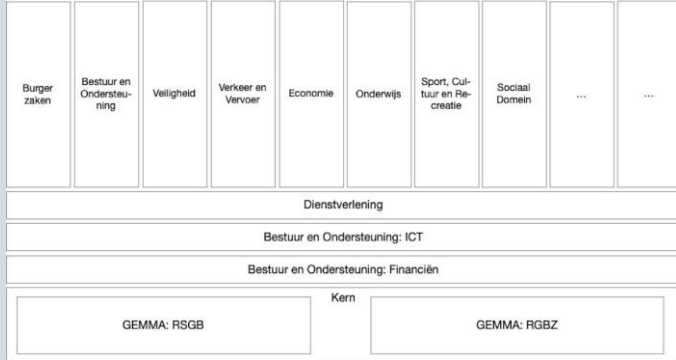 Burger
zaken
Bestuur en
Ondersteu-
ning
Veiligheid
Verkeer en
Vervoer
Economie
Onderwijs
Sport, Cul-
tuur en Re-
creatie
Sociaal
Domein
...
...
Dienstverlening
Bestuur en Ondersteuning: ICT
Bestuur en Ondersteuning: Financiën
Kern
GEMMA: RSGB
GEMMA: RGBZ